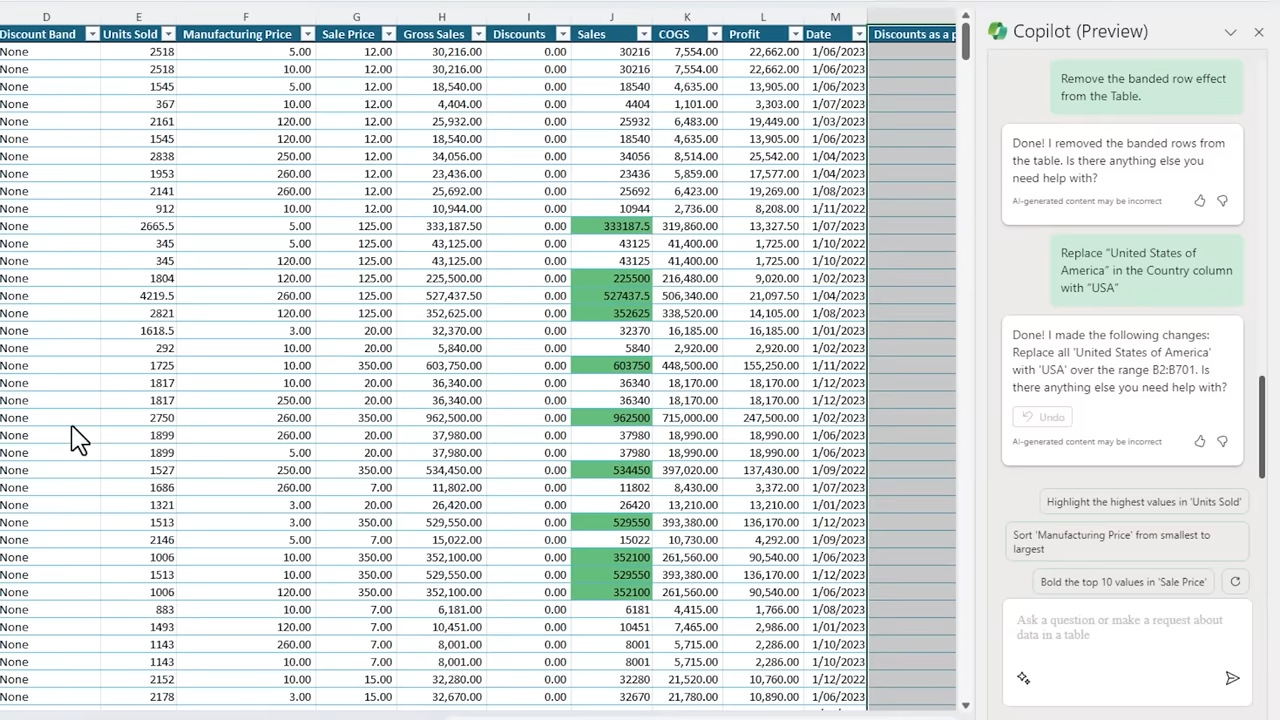 D E F G H I J K L M
Discount Band Units Sold Manufacturing Price Sale Price Gross Sales Discounts Sales COGS Profit Date Discounts as a p
None 2518 5.00 12.00 30,216.00 0.00 30216 7,554.00 22,662.00 1/06/2023
None 2518 10.00 12.00 30,216.00 0.00 30216 7,554.00 22,662.00 1/06/2023
None 1545 5.00 12.00 18,540.00 0.00 18540 4,635.00 13,905.00 1/06/2023
None 367 10.00 12.00 4,404.00 0.00 4404 1,101.00 3,303.00 1/07/2023
None 2161 120.00 12.00 25,932.00 0.00 25932 6,483.00 19,449.00 1/03/2023
None 1545 120.00 12.00 18,540.00 0.00 18540 4,635.00 13,905.00 1/06/2023
None 2838 250.00 12.00 34,056.00 0.00 34056 8,514.00 25,542.00 1/04/2023
None 1953 260.00 12.00 23,436.00 0.00 23436 5,859.00 17,577.00 1/04/2023
None 2141 260.00 12.00 25,692.00 0.00 25692 6,423.00 19,269.00 1/08/2023
None 912 10.00 12.00 10,944.00 0.00 10944 2,736.00 8,208.00 1/11/2022
None 2665.5 5.00 125.00 333,187.50 0.00 333187.5 319,860.00 13,327.50 1/07/2023
None 345 5.00 125.00 43,125.00 0.00 43125 41,400.00 1,725.00 1/10/2022
None 345 120.00 125.00 43,125.00 0.00 43125 41,400.00 1,725.00 1/10/2022
None 1804 120.00 125.00 225,500.00 0.00 225500 216,480.00 9,020.00 1/02/2023
None 4219.5 260.00 125.00 527,437.50 0.00 527437.5 506,340.00 21,097.50 1/04/2023
None 2821 120.00 125.00 352,625.00 0.00 352625 338,520.00 14,105.00 1/08/2023
None 1618.5 3.00 20.00 32,370.00 0.00 32370 16,185.00 16,185.00 1/01/2023
None 292 10.00 20.00 5,840.00 0.00 5840 2,920.00 2,920.00 1/02/2023
None 1725 10.00 350.00 603,750.00 0.00 603750 448,500.00 155,250.00 1/11/2022
None 1817 10.00 20.00 36,340.00 0.00 36340 18,170.00 18,170.00 1/12/2023
None 1817 250.00 20.00 36,340.00 0.00 36340 18,170.00 18,170.00 1/12/2023
None 2750 260.00 350.00 962,500.00 0.00 962500 715,000.00 247,500.00 1/02/2023
None 1899 260.00 20.00 37,980.00 0.00 37980 18,990.00 18,990.00 1/06/2023
None 1899 5.00 20.00 37,980.00 0.00 37980 18,990.00 18,990.00 1/06/2023
None 1527 250.00 350.00 534,450.00 0.00 534450 397,020.00 137,430.00 1/09/2022
None 1686 260.00 7.00 11,802.00 0.00 11802 8,430.00 3,372.00 1/07/2023
None 1321 3.00 20.00 26,420.00 0.00 26420 13,210.00 13,210.00 1/01/2023
None 1513 3.00 350.00 529,550.00 0.00 529550 393,380.00 136,170.00 1/12/2023
None 2146 5.00 7.00 15,022.00 0.00 15022 10,730.00 4,292.00 1/09/2023
None 1006 10.00 350.00 352,100.00 0.00 352100 261,560.00 90,540.00 1/06/2023
None 1513 10.00 350.00 529,550.00 0.00 529550 393,380.00 136,170.00 1/12/2023
None 1006 120.00 350.00 352,100.00 0.00 352100 261,560.00 90,540.00 1/06/2023
None 883 10.00 7.00 6,181.00 0.00 6181 4,415.00 1,766.00 1/08/2023
None 1493 120.00 7.00 10,451.00 0.00 10451 7,465.00 2,986.00 1/01/2023
None 1143 260.00 7.00 8,001.00 0.00 8001 5,715.00 2,286.00 1/10/2023
None 1143 10.00 7.00 8,001.00 0.00 8001 5,715.00 2,286.00 1/10/2023
None 2152 10.00 15.00 32,280.00 0.00 32280 21,520.00 10,760.00 1/12/2022
None 2178 3.00 15.00 32,670.00 0.00 32670 21,780.00 10,890.00 1/06/2023
Copilot (Preview)
Remove the banded row effect
from the Table.
Done! I removed the banded rows from
the table. Is there anything else you
need help with?
AI-generated content may be incorrect
Replace "United States of
America" in the Country column
with "USA"
Done! I made the following changes:
Replace all 'United States of America'
with 'USA' over the range B2:B701. Is
there anything else you need help with?
Undo
AI-generated content may be incorrect
Highlight the highest values in 'Units Sold'
Sort 'Manufacturing Price' from smallest to
largest
Bold the top 10 values in 'Sale Price'
Ask a question or make a request about
data in a table